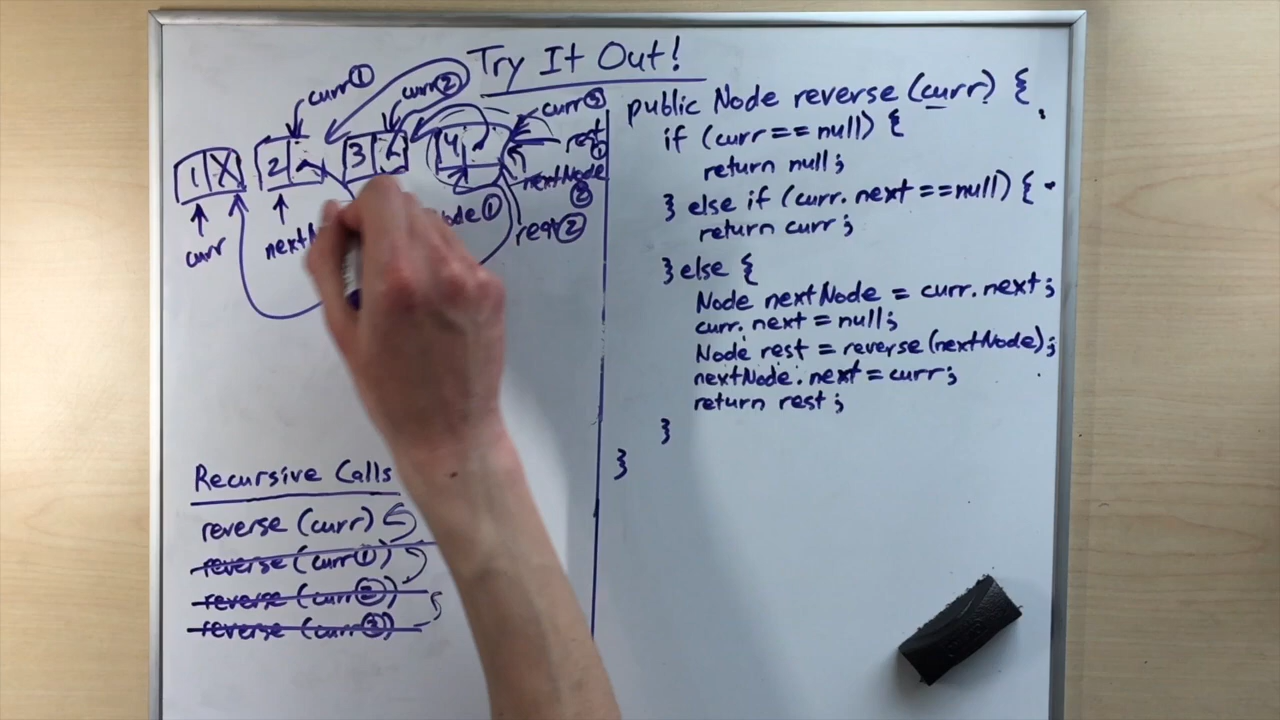 Try It Out!
curr①
curr②
curr③
rest①
1 X 2 3 4
nextNode②
curr
rest②
public Node reverse (curr) {
if (curr == null) {
return null;
} else if (curr.next == null) {
return curr;
} else {
Node nextNode = curr.next;
curr.next = null;
Node rest = reverse(nextNode);
nextNode.next = curr;
return rest;
}
}
Recursive Calls
reverse (curr)
reverse (curr①)
reverse (curr②)
reverse (curr③)